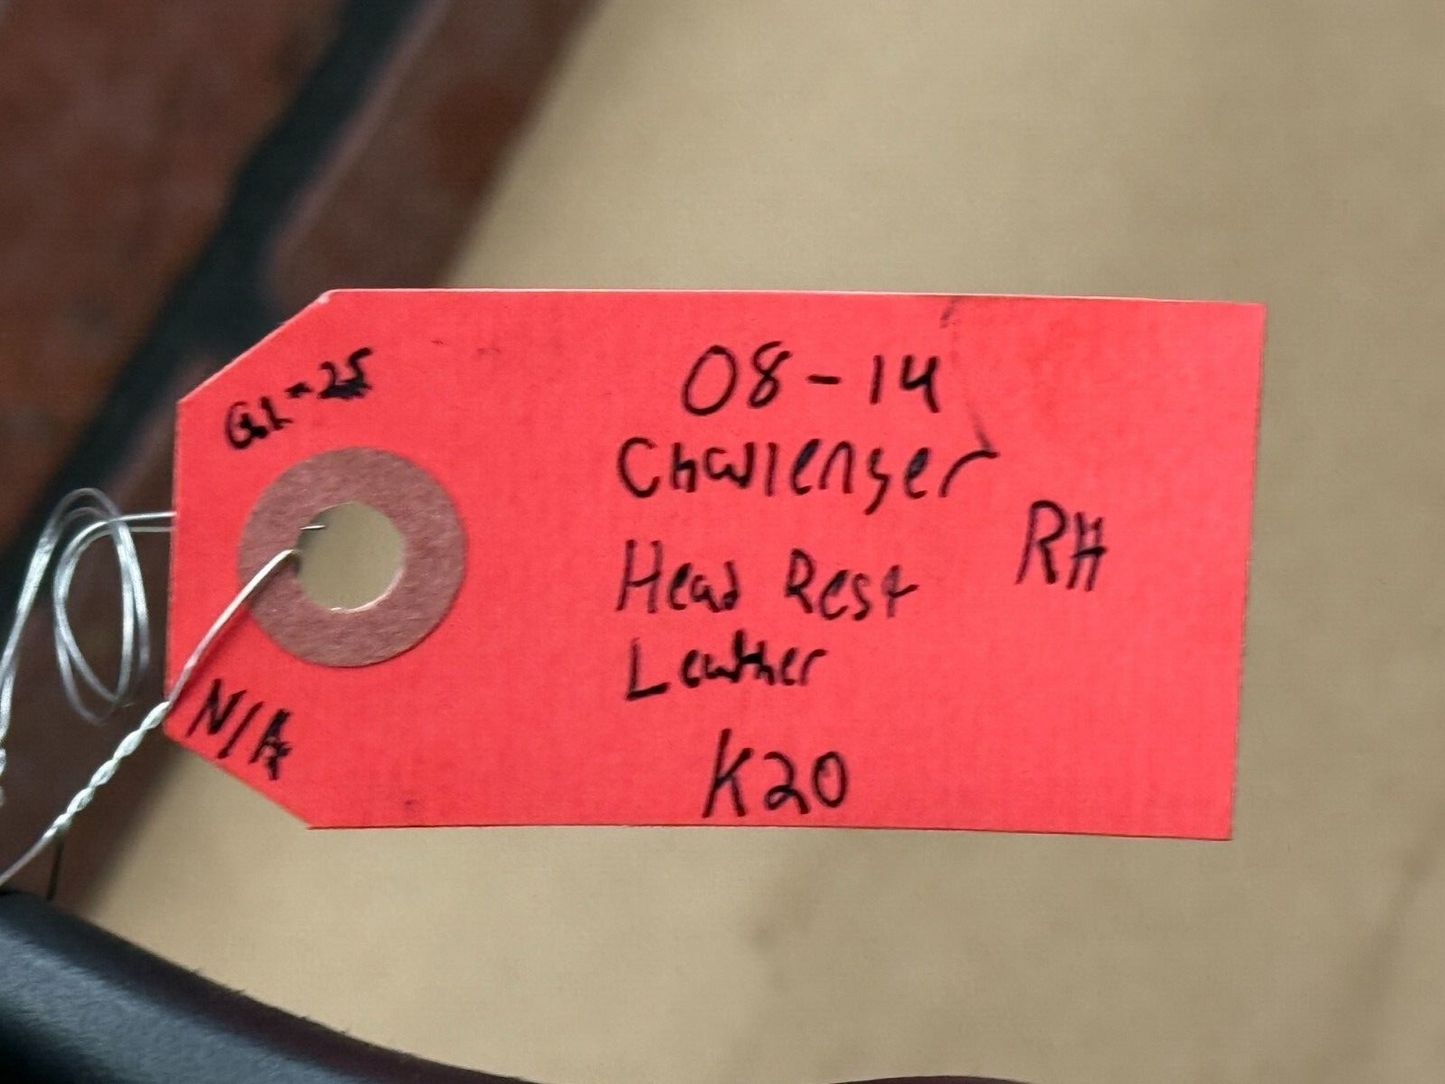 08-14
Challenger
RH
Head Rest
Leather
K20
N/A